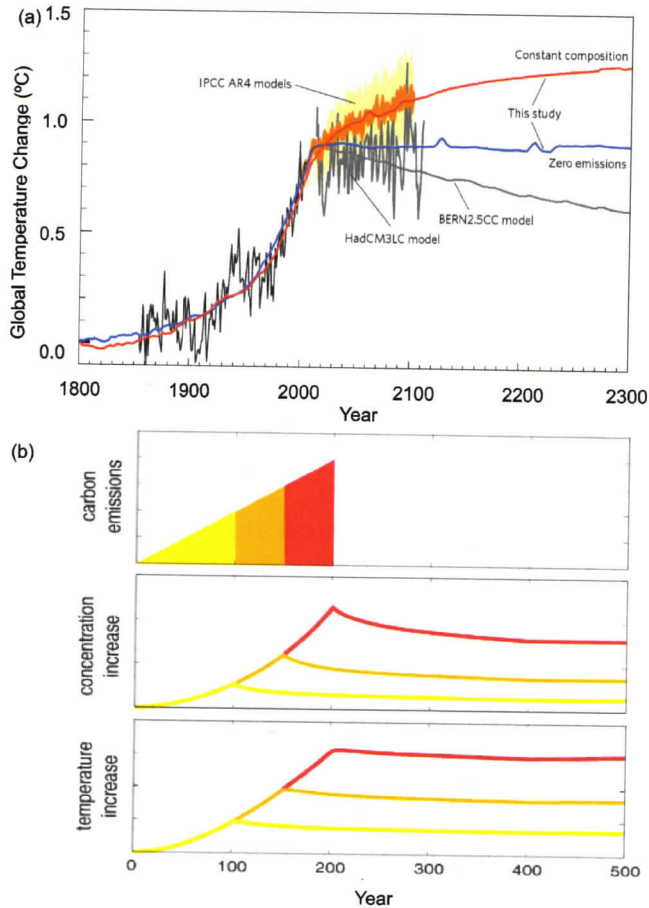 (a)
1.5
1.0
0.5
0.0
Global Temperature Change (ºC)
Constant composition
IPCC AR4 models
This study
Zero emissions
BERN2.5CC model
HadCM3LC model
1800
1900
2000
2100
2200
2300
Year
(b)
carbon
emissions
concentration
increase
temperature
increase
0
100
200
300
400
500
Year